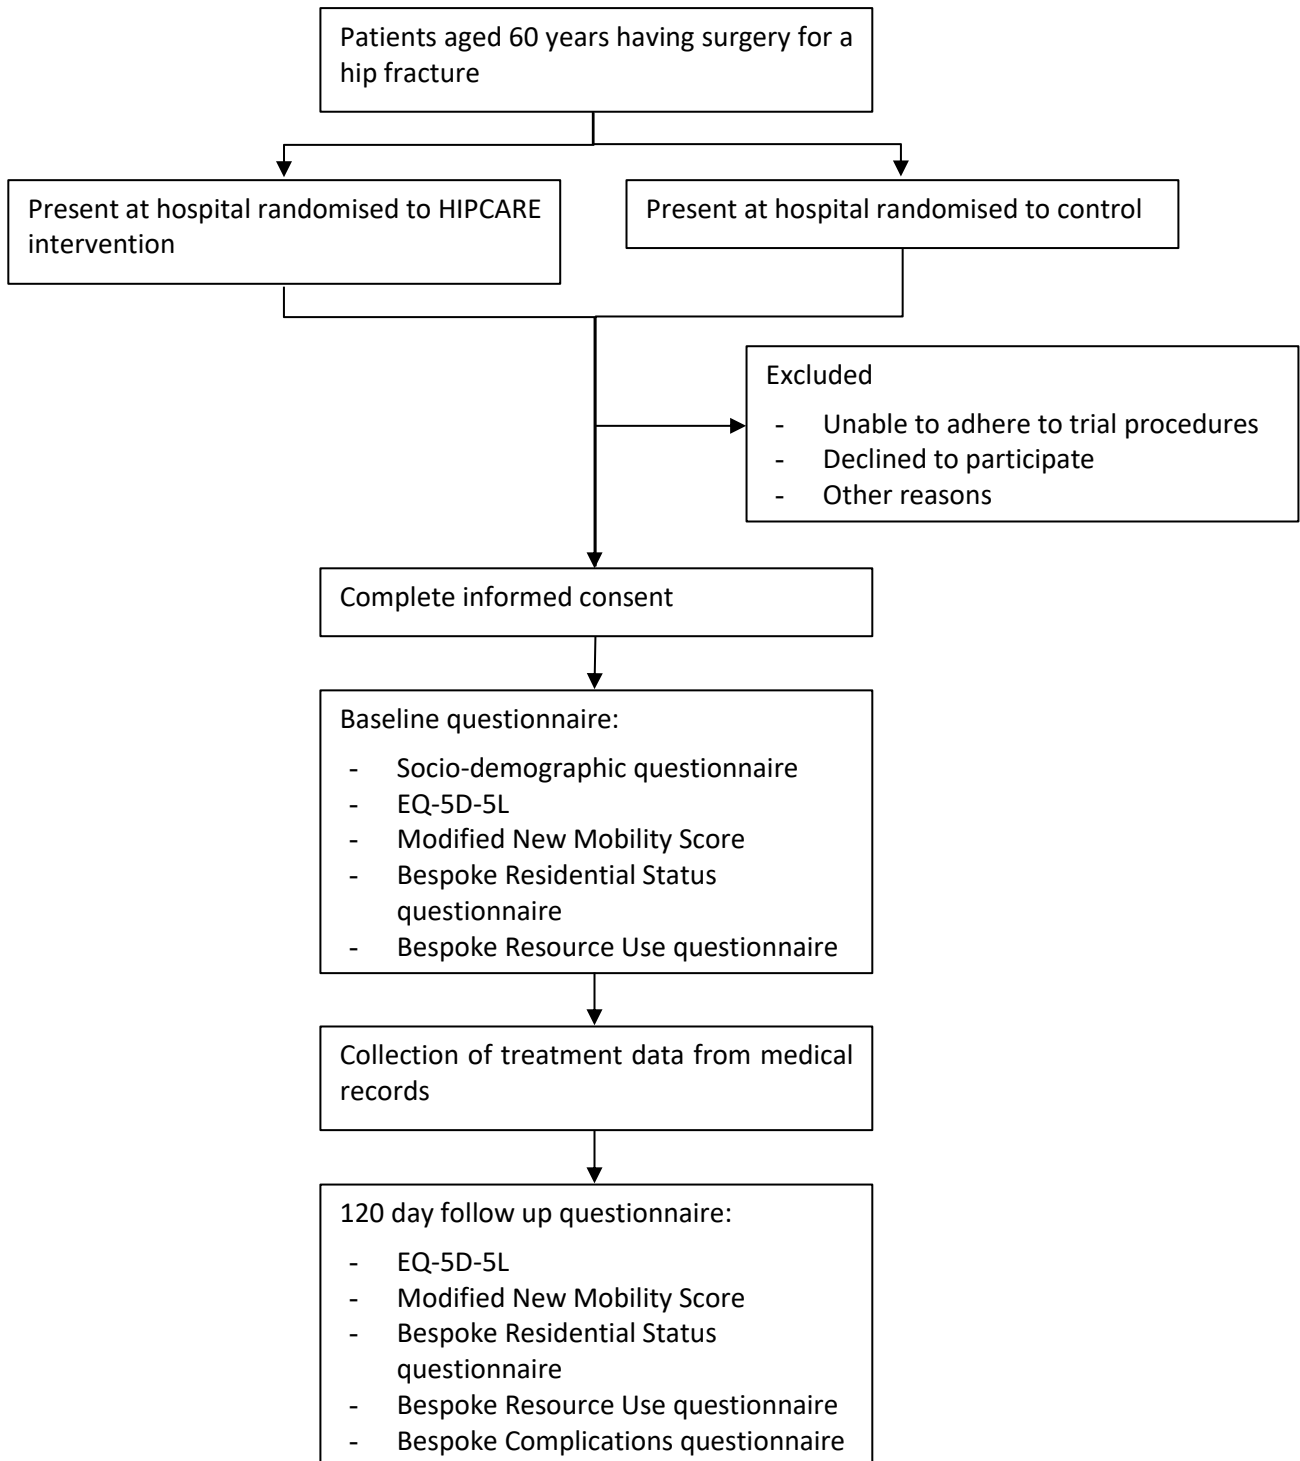 Patients aged 60 years having surgery for a
hip fracture
Present at hospital randomised to HIPCARE
intervention
Present at hospital randomised to control
Excluded
- Unable to adhere to trial procedures
- Declined to participate
- Other reasons
Complete informed consent
Baseline questionnaire:
- Socio-demographic questionnaire
- EQ-5D-5L
- Modified New Mobility Score
- Bespoke Residential Status
questionnaire
- Bespoke Resource Use questionnaire
Collection of treatment data from medical
records
120 day follow up questionnaire:
- EQ-5D-5L
- Modified New Mobility Score
- Bespoke Residential Status
questionnaire
- Bespoke Resource Use questionnaire
- Bespoke Complications questionnaire